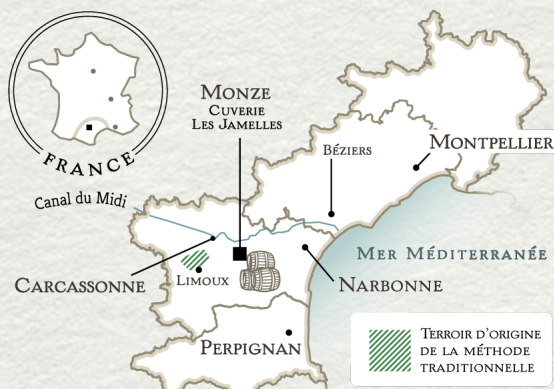 FRANCE
MONZE
CUVERIE
LES JAMELLES
BÉZIERS
MONTPELLIER
Canal du Midi
MER MÉDITERRANÉE
CARCASSONNE
LIMOUX
NARBONNE
PERPIGNAN
TERROIR D'ORIGINE
DE LA MÉTHODE
TRADITIONNELLE